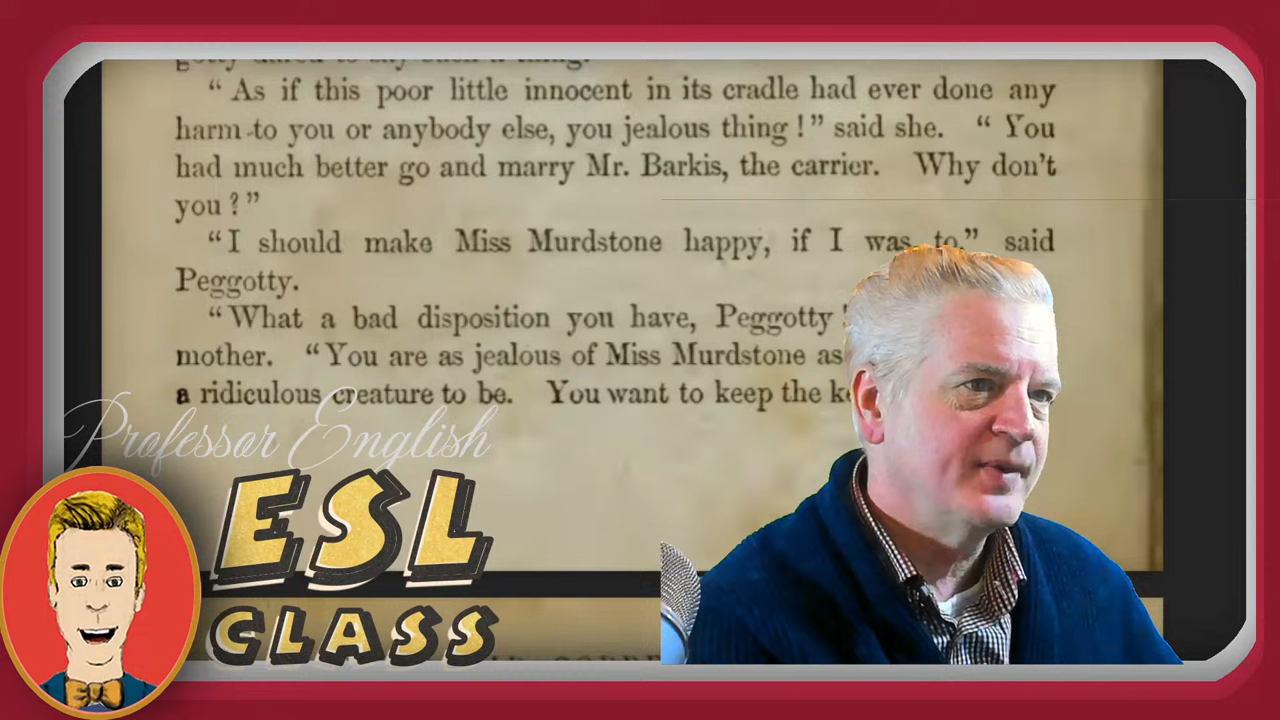 “ As if this poor little innocent in its cradle had ever done any
harm to you or anybody else, you jealous thing ! ” said she. “ You
had much better go and marry Mr. Barkis, the carrier. Why don’t
you ? ”
“ I should make Miss Murdstone happy, if I was to,” said
Peggotty.
“ What a bad disposition you have, Peggotty
mother. “ You are as jealous of Miss Murdstone as
a ridiculous creature to be. You want to keep the
Professor English
ESL
CLASS